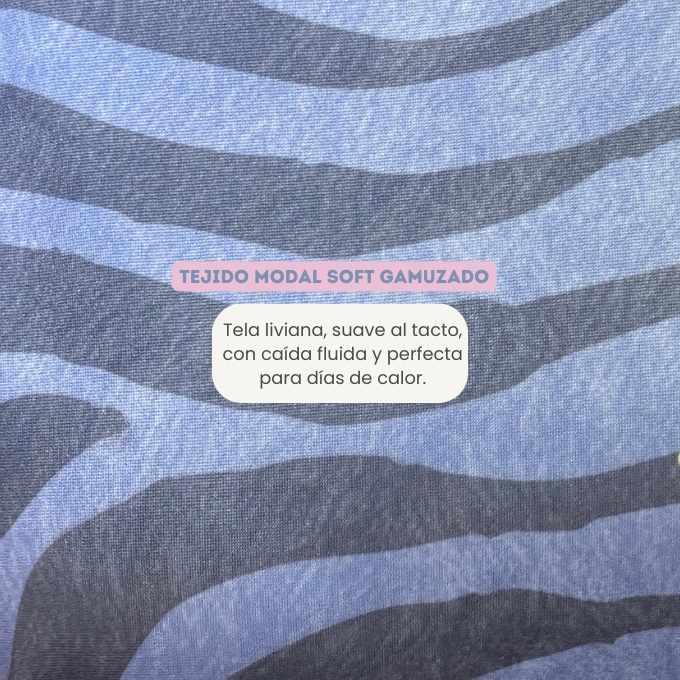 TEJIDO MODAL SOFT GAMUZADO
Tela liviana, suave al tacto,
con caída fluida y perfecta
para días de calor.